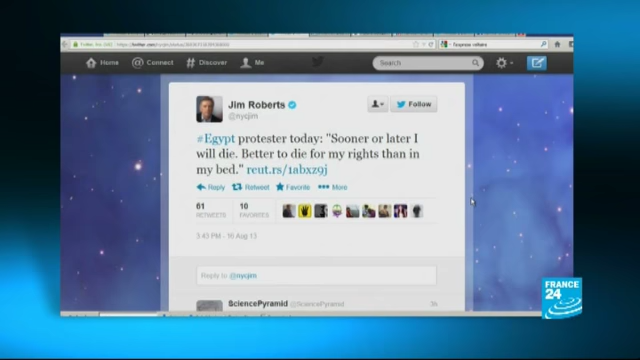 Home
Connect
Discover
Me
Search
Jim Roberts
@nycjim
Follow
#Egypt protester today: "Sooner or later I
will die. Better to die for my rights than in
my bed." reut.rs/1abxz9j
Reply
Retweet
Favorite
More
61
RETWEETS
10
FAVORITES
3:43 PM - 16 Aug 13
Reply to @nycjim
SciencePyramid @SciencePyramid
FRANCE
24